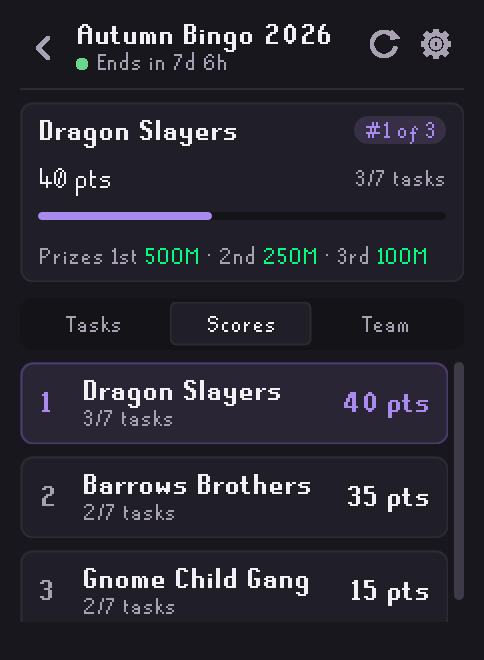 Autumn Bingo 2026
Ends in 7d 6h
Dragon Slayers #1 of 3
40 pts 3/7 tasks
Prizes 1st 500M · 2nd 250M · 3rd 100M
Tasks Scores Team
1 Dragon Slayers 40 pts
3/7 tasks
2 Barrows Brothers 35 pts
2/7 tasks
3 Gnome Child Gang 15 pts
2/7 tasks